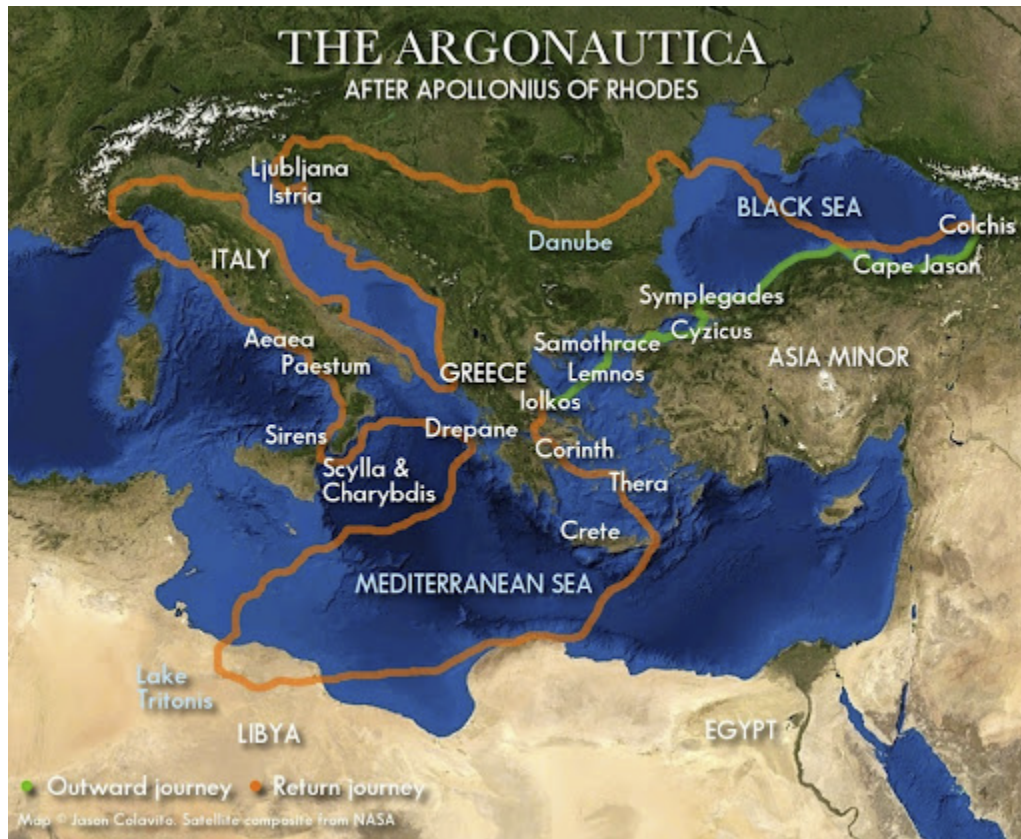 THE ARGONAUTICA
AFTER APOLLONIUS OF RHODES
Ljubljana
Istria
BLACK SEA
Colchis
Danube
ITALY
Cape Jason
Symplegades
Cyzicus
Aeaea
Samothrace
ASIA MINOR
Paestum
GREECE
Lemnos
Iolkos
Sirens
Drepane
Corinth
Scylla &
Charybdis
Thera
Crete
MEDITERRANEAN SEA
Lake
Tritonis
LIBYA
EGYPT
Outward journey
Return journey
Map © Jason Colavito. Satellite composite from NASA